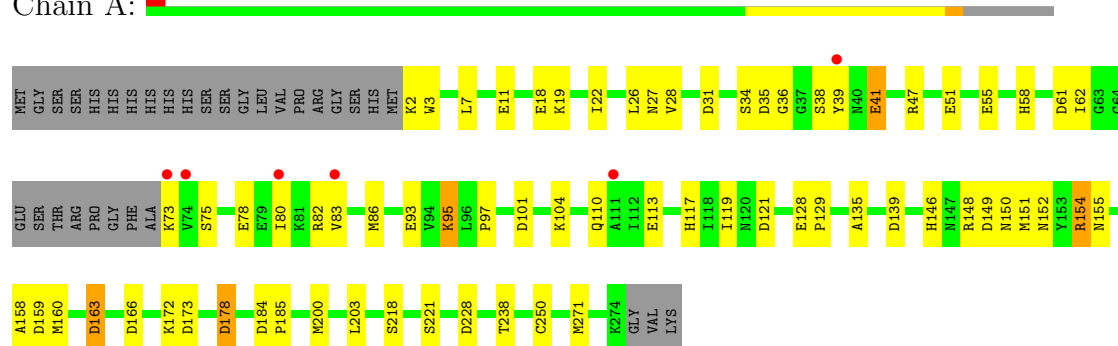 Chain A:
MET GLY SER SER HIS HIS HIS HIS HIS HIS SER SER GLY LEU VAL PRO ARG GLY SER HIS MET K2 W3 L7 E11 E18 K19 I22 L26 N27 V28 D31 S34 D35 G36 G37 S38 Y39 N40 E41 R47 E51 E55 H58 D61 I62 G63 G64
GLU SER THR ARG PRO GLY PHE ALA K73 V74 S75 E78 E79 I80 K81 R82 V83 M86 E93 V94 K95 L96 P97 D101 K104 Q110 A111 I112 E113 H117 I118 I119 N120 D121 E128 P129 A135 D139 H146 N147 R148 D149 N150 M151 N152 Y153 R154 N155
A158 D159 M160 D163 D166 K172 D173 D178 D184 P185 M200 L203 S218 S221 D228 T238 C250 M271 K274 GLY VAL LYS